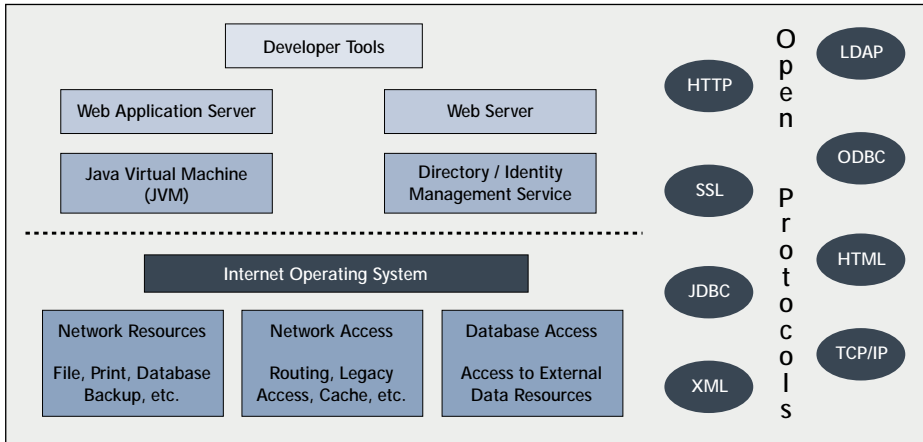 Developer Tools
Web Application Server
Web Server
Java Virtual Machine
(JVM)
Directory / Identity
Management Service
Internet Operating System
Network Resources
File, Print, Database
Backup, etc.
Network Access
Routing, Legacy
Access, Cache, etc.
Database Access
Access to External
Data Resources
HTTP
SSL
JDBC
XML
Open Protocols
LDAP
ODBC
HTML
TCP/IP